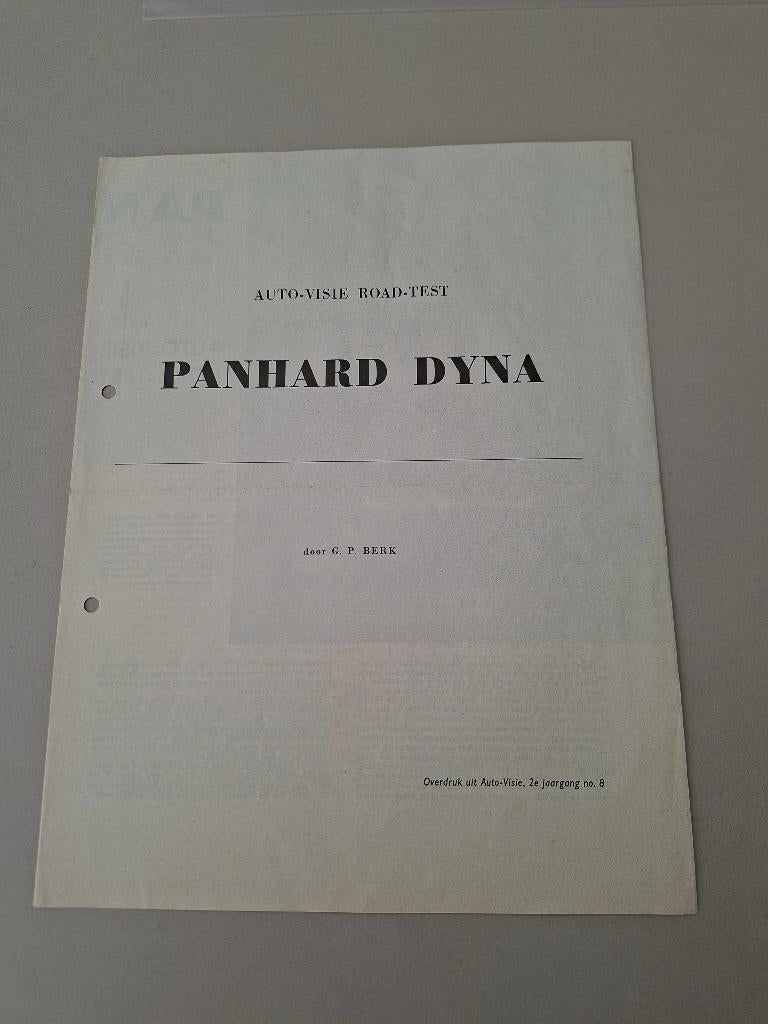 AUTO-VISIE ROAD-TEST
PANHARD DYNA
door G. P. BERK
Overdruk uit Auto-Visie, 2e jaargang no. 8